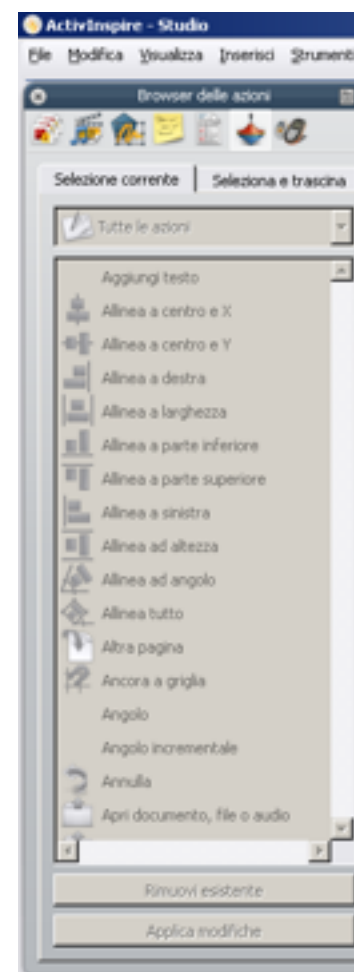 ActivInspire - Studio
File Modifica Visualizza Inserisci Strument
Browser delle azioni
Selezione corrente Seleziona e trascina
Tutte le azioni
Aggiungi testo
Allinea a centro e X
Allinea a centro e Y
Allinea a destra
Allinea a larghezza
Allinea a parte inferiore
Allinea a parte superiore
Allinea a sinistra
Allinea ad altezza
Allinea ad angolo
Allinea tutto
Altra pagina
Ancora a griglia
Angolo
Angolo incrementale
Annulla
Apri documento, file o audio
Rimuovi esistente
Applica modifiche